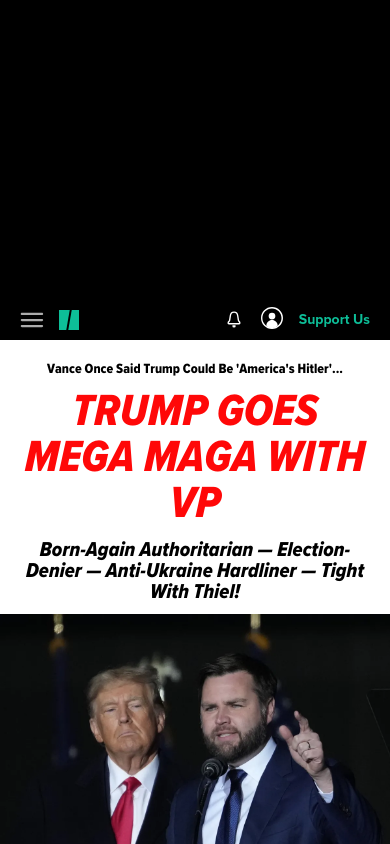 Support Us
Vance Once Said Trump Could Be 'America's Hitler'...
TRUMP GOES
MEGA MAGA WITH
VP
Born-Again Authoritarian — Election-
Denier — Anti-Ukraine Hardliner — Tight
With Thiel!